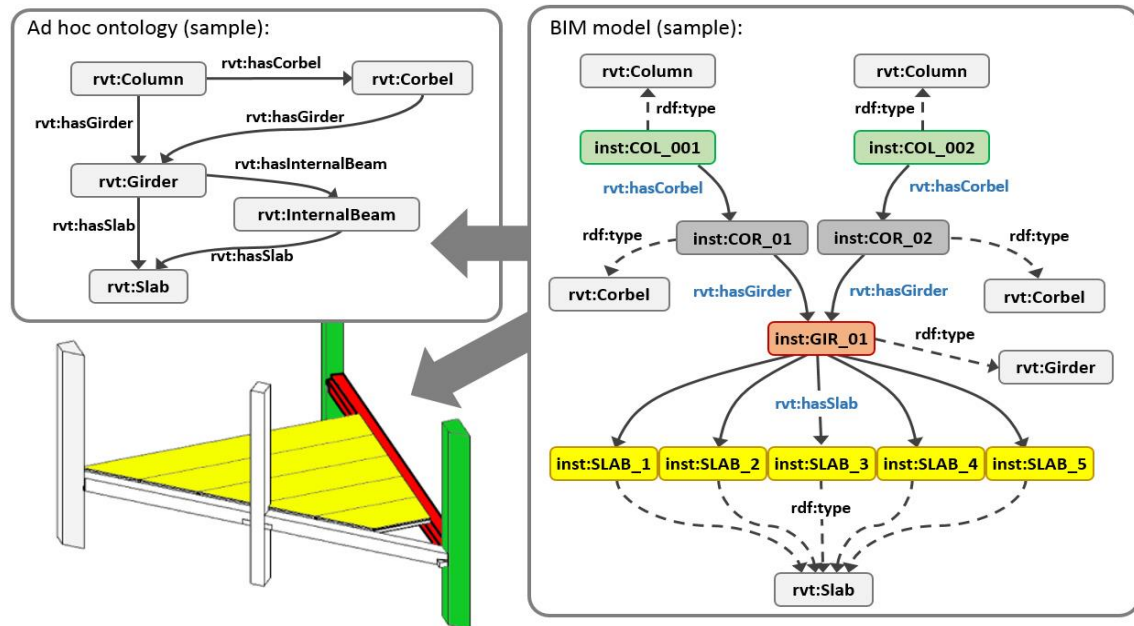 Ad hoc ontology (sample):
rvt:hasCorbel
rvt:Column
rvt:Corbel
rvt:hasGirder
rvt:hasGirder
rvt:hasInternalBeam
rvt:Girder
rvt:InternalBeam
rvt:hasSlab
rvt:hasSlab
rvt:Slab
BIM model (sample):
rvt:Column
rvt:Column
rdf:type
rdf:type
inst:COL_001
inst:COL_002
rvt:hasCorbel
rvt:hasCorbel
inst:COR_01
inst:COR_02
rdf:type
rdf:type
rvt:Corbel
rvt:hasGirder
rvt:hasGirder
rvt:Corbel
inst:GIR_01
rdf:type
rvt:Girder
rvt:hasSlab
inst:SLAB_1
inst:SLAB_2
inst:SLAB_3
inst:SLAB_4
inst:SLAB_5
rdf:type
rvt:Slab